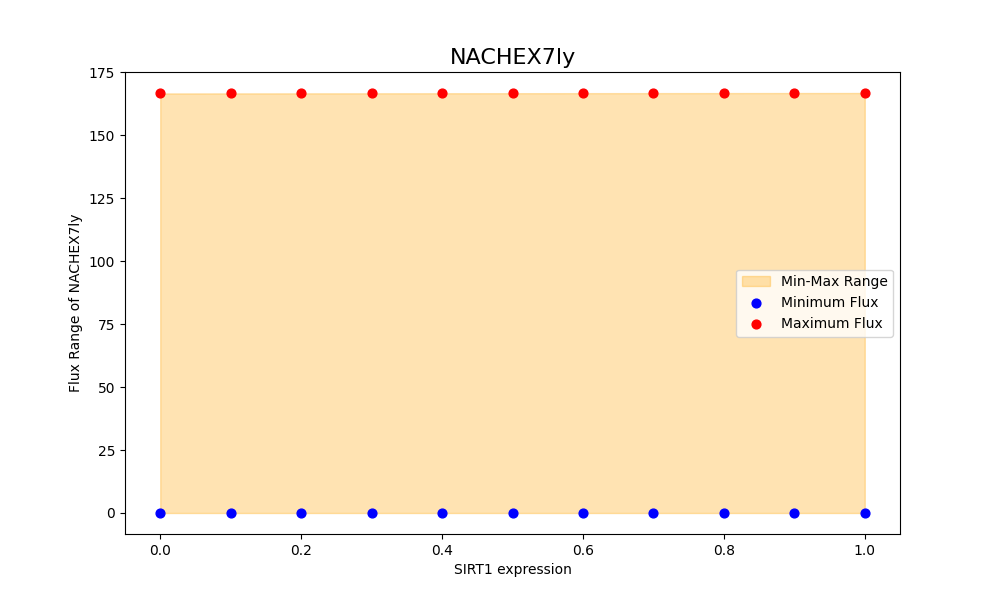 NACHEX7ly
175
150
125
100
75
50
25
0
Flux Range of NACHEX7ly
Min-Max Range
Minimum Flux
Maximum Flux
0.0 0.2 0.4 0.6 0.8 1.0
SIRT1 expression